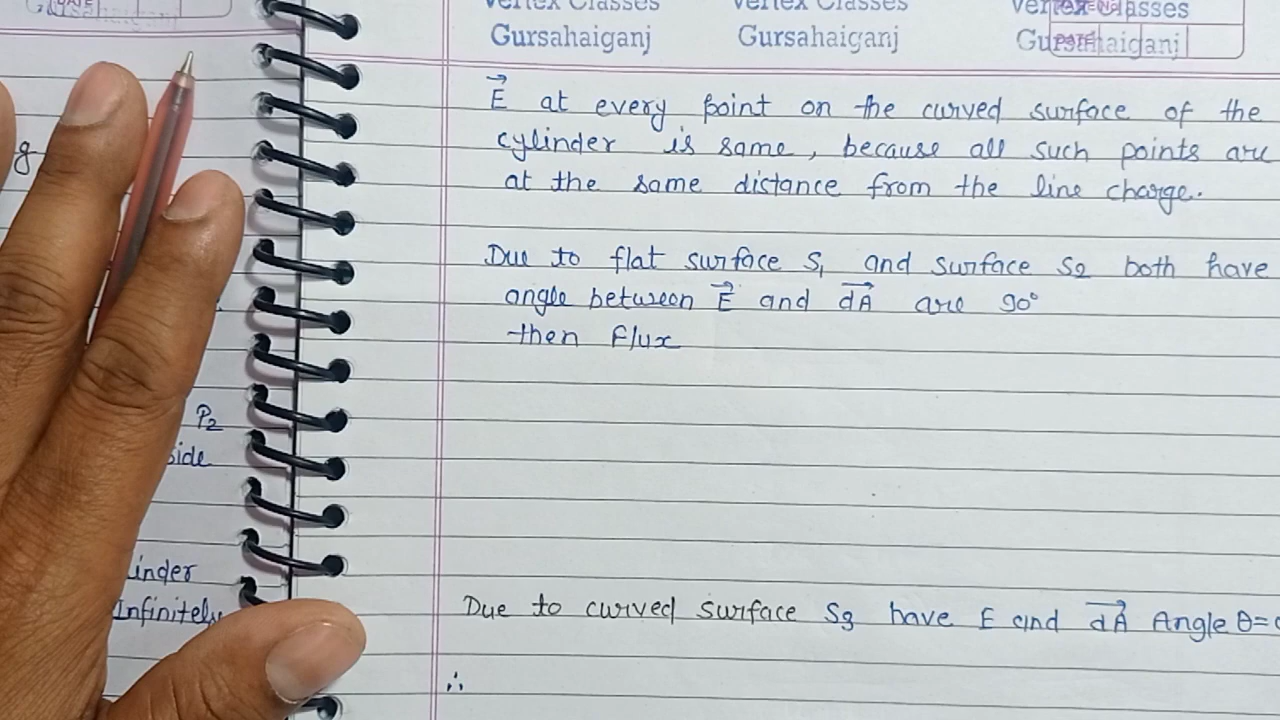 Vertex Classes Vertex Classes Vertex Classes
Gursahaiganj Gursahaiganj Gursahaiganj
E⃗ at every point on the curved surface of the
cylinder is same, because all such points are
at the same distance from the line charge.
Due to flat surface S₁ and surface S₂ both have
angle between E⃗ and dA⃗ are 90°
then Flux
P₂
side
linder
Infinitely
Due to curved surface S₃ have E and dA⃗ Angle θ=
∴